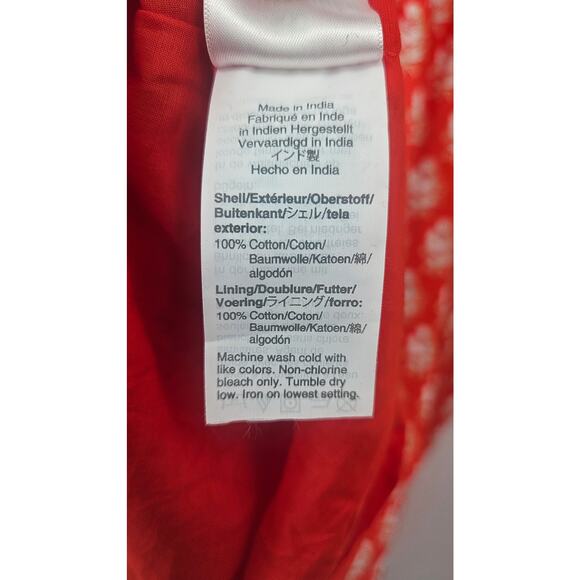 Made in India
Fabriqué en Inde
in Indien Hergestellt
Vervaardigd in India
インド製
Hecho en India
Shell/Extérieur/Oberstoff/
Buitenkant/シェル/tela
exterior:
100% Cotton/Coton/
Baumwolle/Katoen/綿/
algodón
Lining/Doublure/Futter/
Voering/ライニング/forro:
100% Cotton/Coton/
Baumwolle/Katoen/綿/
algodón
Machine wash cold with
like colors. Non-chlorine
bleach only. Tumble dry
low. Iron on lowest setting.